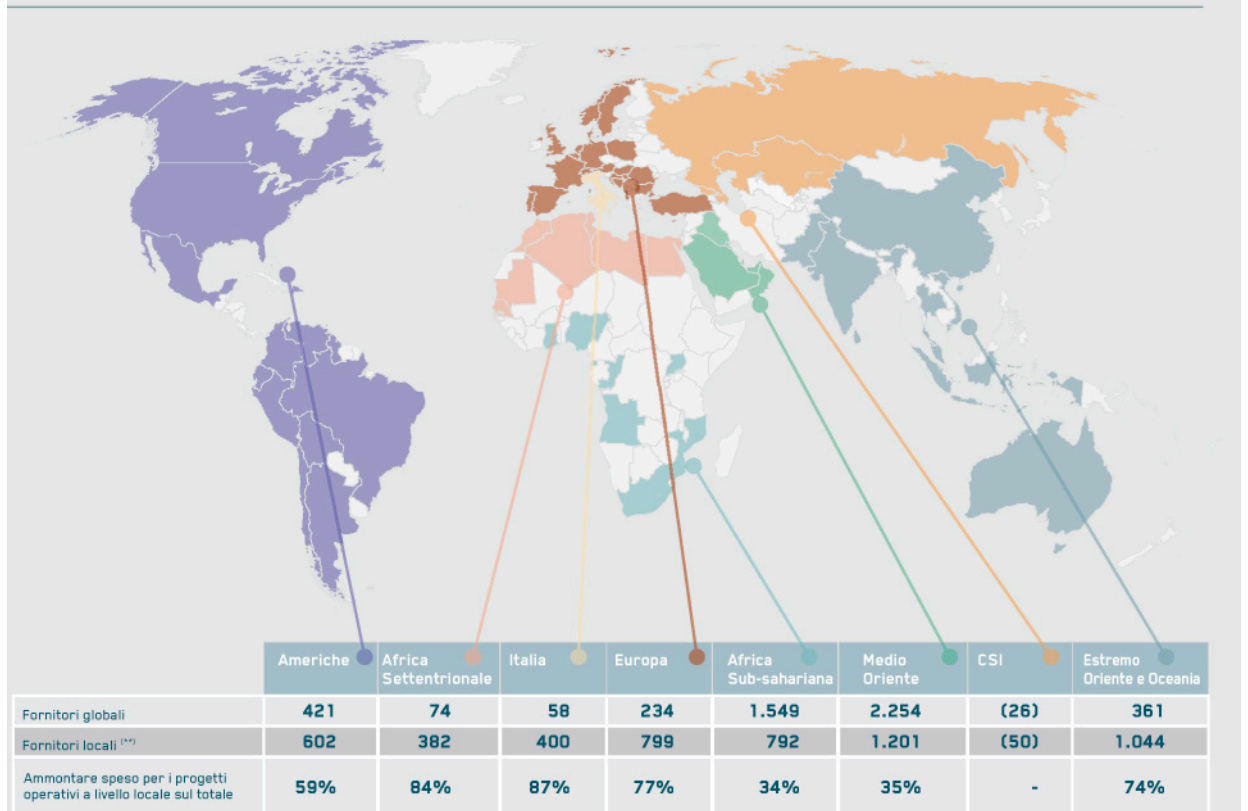 Americhe Africa Settentrionale Italia Europa Africa Sub-sahariana Medio Oriente CSI Estremo Oriente e Oceania
Fornitori globali 421 74 58 234 1.549 2.254 (26) 361
Fornitori locali (**) 602 382 400 799 792 1.201 (50) 1.044
Ammontare speso per i progetti
operativi a livello locale sul totale 59% 84% 87% 77% 34% 35% - 74%